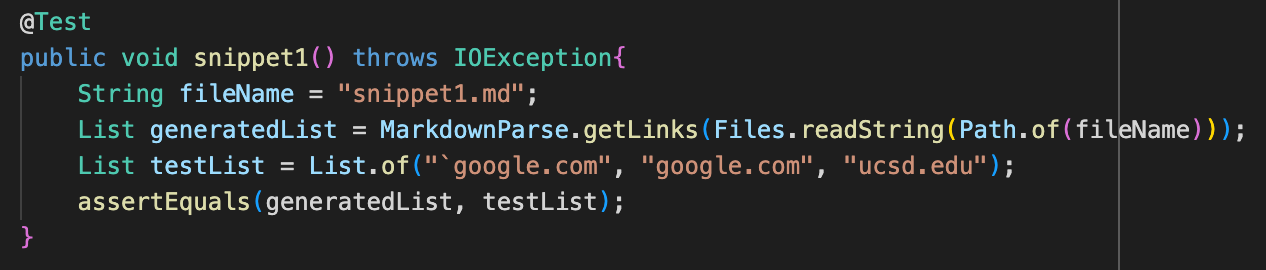 @Test
public void snippet1() throws IOException{
    String fileName = "snippet1.md";
    List generatedList = MarkdownParse.getLinks(Files.readString(Path.of(fileName)));
    List testList = List.of("`google.com", "google.com", "ucsd.edu");
    assertEquals(generatedList, testList);
}